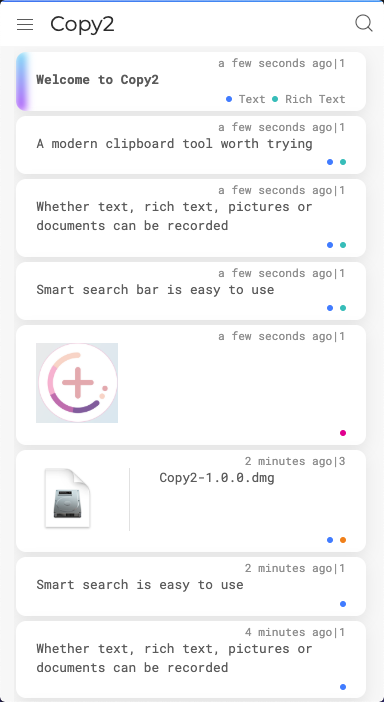 Copy2
a few seconds ago|1
Welcome to Copy2
Text Rich Text
a few seconds ago|1
A modern clipboard tool worth trying
a few seconds ago|1
Whether text, rich text, pictures or
documents can be recorded
a few seconds ago|1
Smart search bar is easy to use
a few seconds ago|1
2 minutes ago|3
Copy2-1.0.0.dmg
2 minutes ago|1
Smart search is easy to use
4 minutes ago|1
Whether text, rich text, pictures or
documents can be recorded